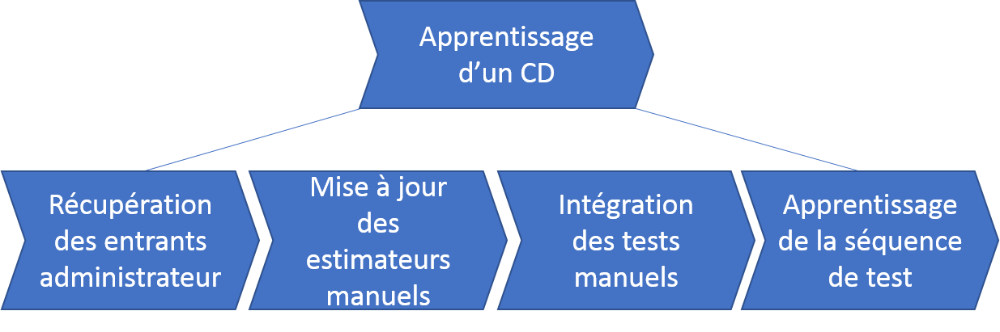 Apprentissage
d’un CD
Récupération
des entrants
administrateur
Mise à jour
des
estimateurs
manuels
Intégration
des tests
manuels
Apprentissage
de la séquence
de test